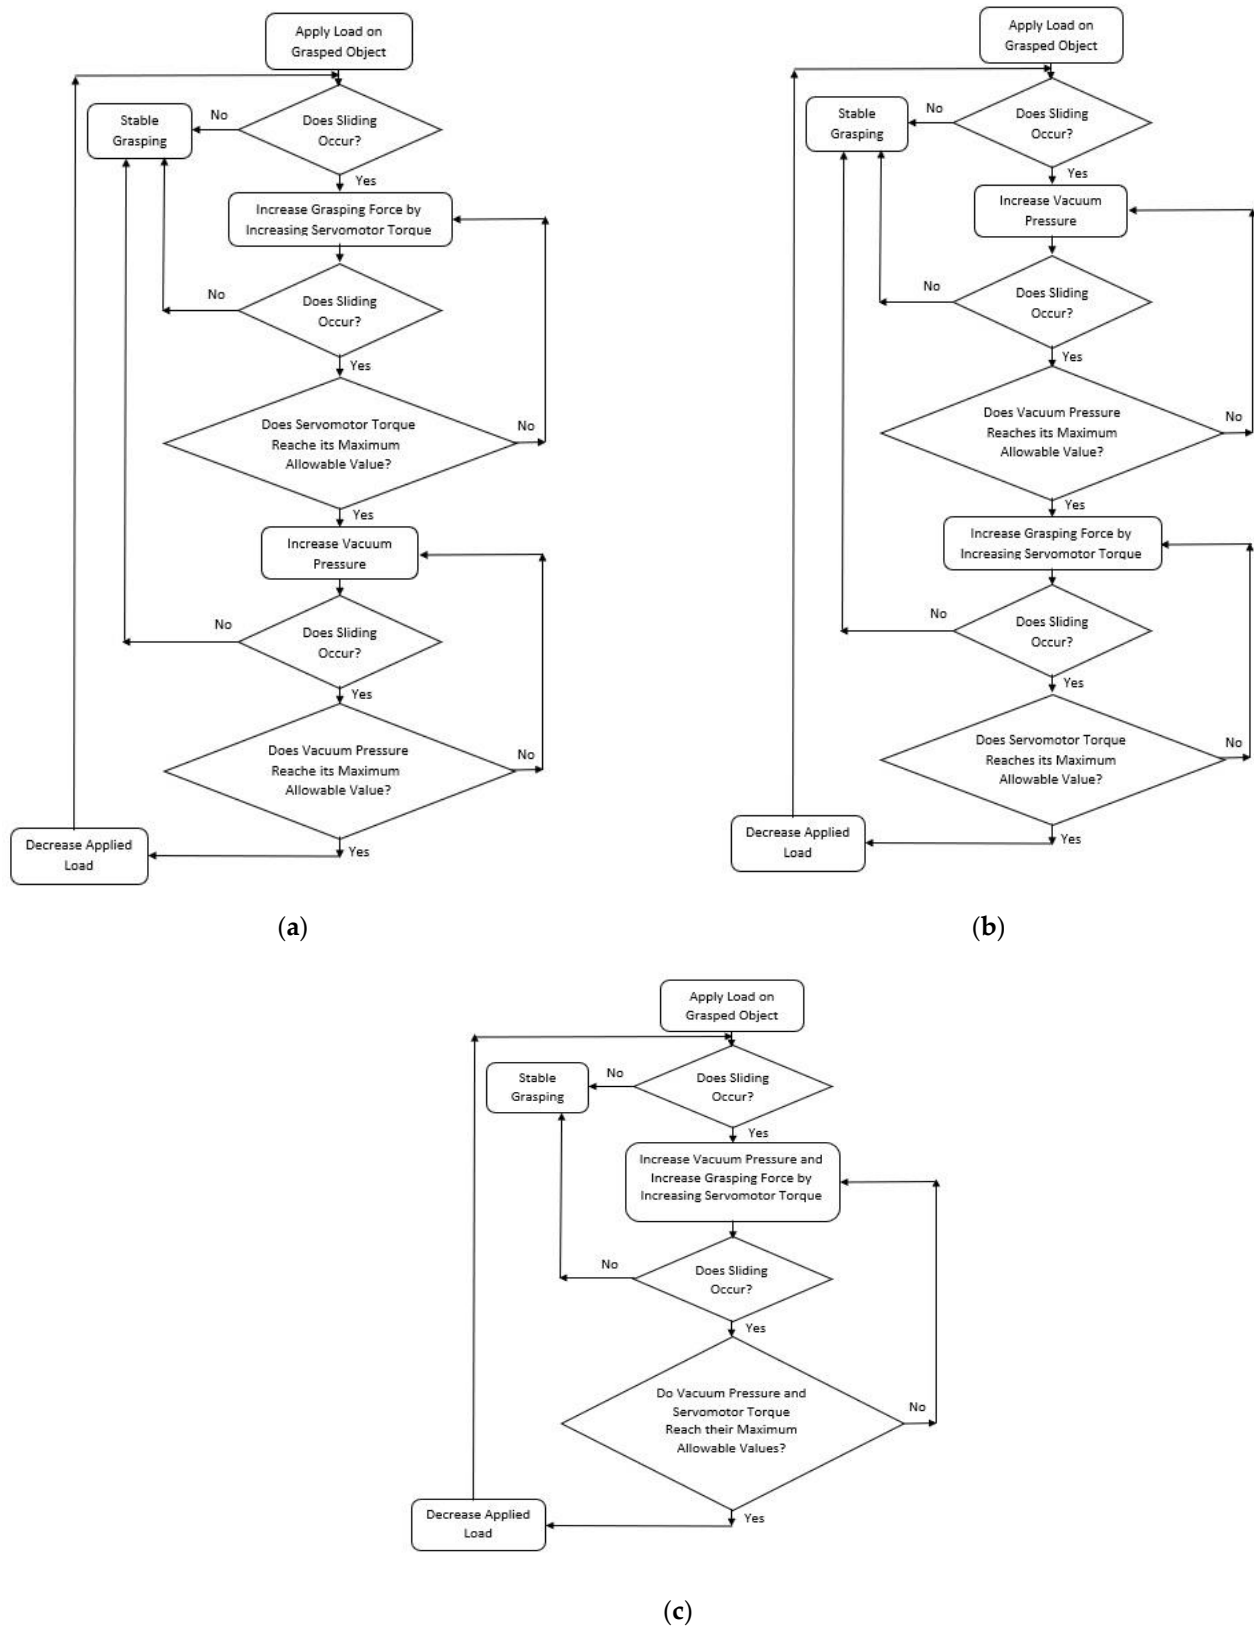 Apply Load on
Grasped Object
Does Sliding
Occur?
No
Stable
Grasping
Yes
Increase Grasping Force by
Increasing Servomotor Torque
Does Sliding
Occur?
No
Yes
Does Servomotor Torque
Reache its Maximum
Allowable Value?
No
Yes
Increase Vacuum
Pressure
Does Sliding
Occur?
No
Yes
Does Vacuum Pressure
Reache its Maximum
Allowable Value?
No
Yes
Decrease Applied
Load
(a)
Apply Load on
Grasped Object
Does Sliding
Occur?
No
Stable
Grasping
Yes
Increase Vacuum
Pressure
Does Sliding
Occur?
No
Yes
Does Vacuum Pressure
Reaches its Maximum
Allowable Value?
No
Yes
Increase Grasping Force by
Increasing Servomotor Torque
Does Sliding
Occur?
No
Yes
Does Servomotor Torque
Reaches its Maximum
Allowable Value?
No
Yes
Decrease Applied
Load
(b)
Apply Load on
Grasped Object
Does Sliding
Occur?
No
Stable
Grasping
Yes
Increase Vacuum Pressure and
Increase Grasping Force by
Increasing Servomotor Torque
Does Sliding
Occur?
No
Yes
Do Vacuum Pressure and
Servomotor Torque
Reach their Maximum
Allowable Values?
No
Yes
Decrease Applied
Load
(c)